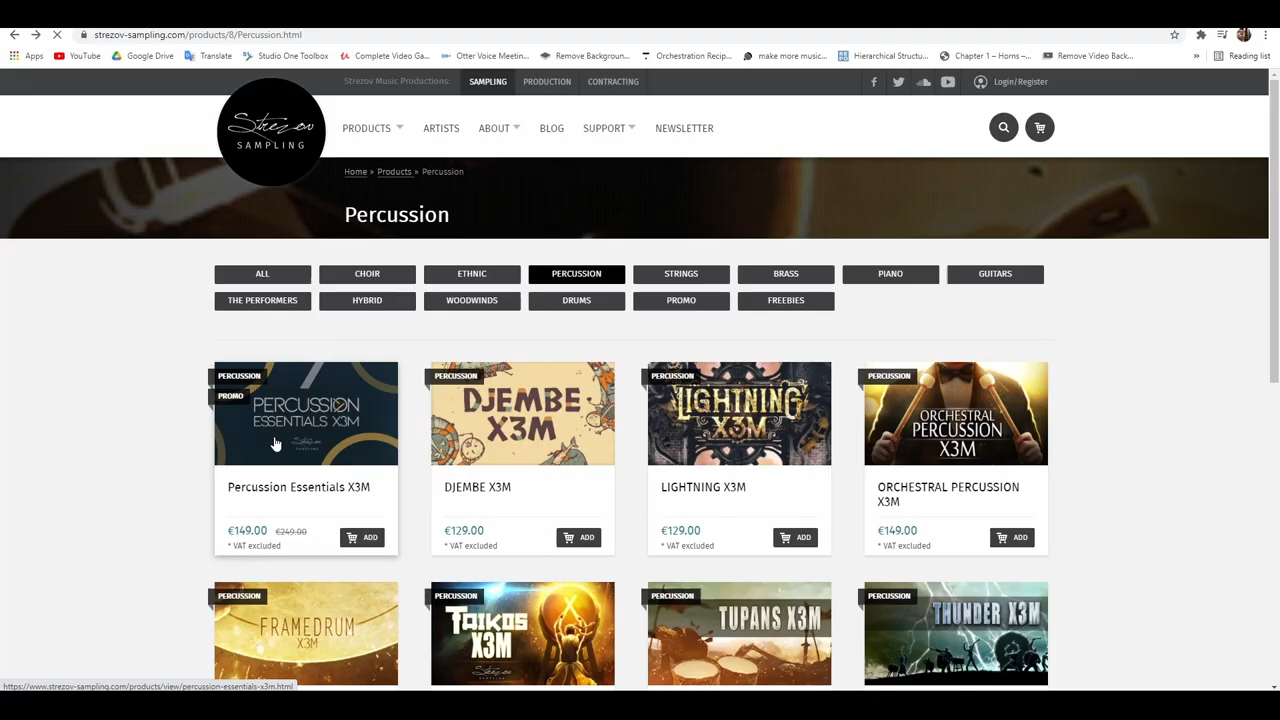 strezov-sampling.com/products/8/Percussion.html
Apps YouTube Google Drive Translate Studio One Toolbox Complete Video Ga... Otter Voice Meetin... Remove Backgroun... Orchestration Recip... make more music... Hierarchical Structu... Chapter 1 – Horns –... Remove Video Back... » Reading list
Strezov Music Productions: SAMPLING PRODUCTION CONTRACTING Login/Register
Strezov
SAMPLING
PRODUCTS ARTISTS ABOUT BLOG SUPPORT NEWSLETTER
Home » Products » Percussion
Percussion
ALL CHOIR ETHNIC PERCUSSION STRINGS BRASS PIANO GUITARS
THE PERFORMERS HYBRID WOODWINDS DRUMS PROMO FREEBIES
PERCUSSION PERCUSSION PERCUSSION PERCUSSION
PROMO
PERCUSSION
ESSENTIALS X3M
DJEMBE
X3M
LIGHTNING
X3M
ORCHESTRAL
PERCUSSION
X3M
Percussion Essentials X3M DJEMBE X3M LIGHTNING X3M ORCHESTRAL PERCUSSION
X3M
€149.00 €249.00 ADD €129.00 ADD €129.00 ADD €149.00 ADD
* VAT excluded * VAT excluded * VAT excluded * VAT excluded
PERCUSSION PERCUSSION PERCUSSION PERCUSSION
FRAMEDRUM
X3M
TAIKOS
X3M
Strezov
SAMPLING
TUPANS X3M
THUNDER X3M
https://www.strezov-sampling.com/products/view/percussion-essentials-x3m.html